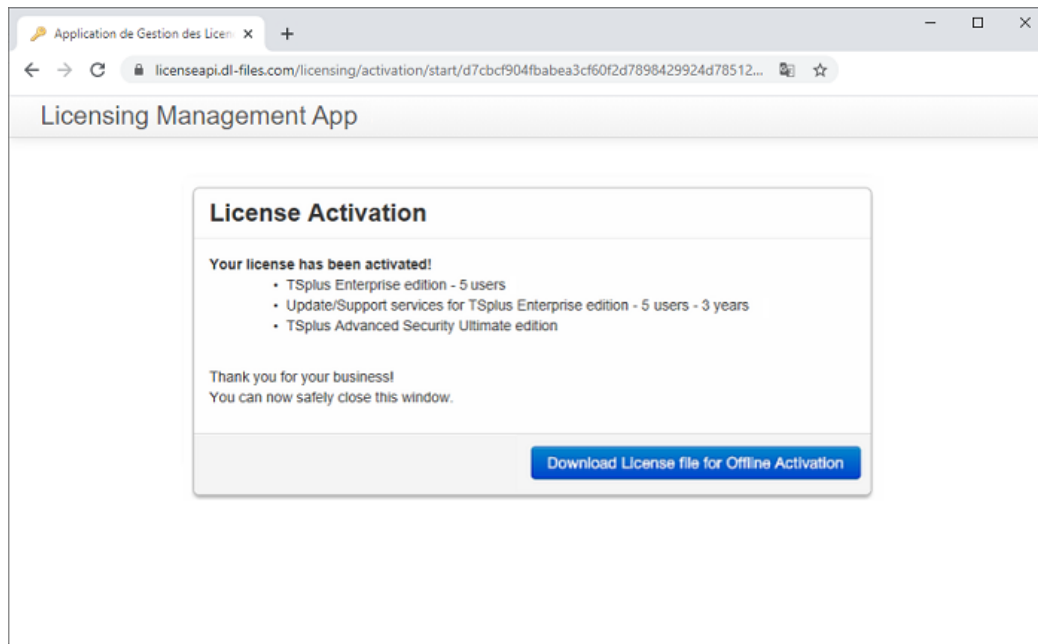 Application de Gestion des Licen
licenseapi.dl-files.com/licensing/activation/start/d7cbcf904fbabea3cf60f2d7898429924d78512...
Licensing Management App
License Activation
Your license has been activated!
• TSplus Enterprise edition - 5 users
• Update/Support services for TSplus Enterprise edition - 5 users - 3 years
• TSplus Advanced Security Ultimate edition
Thank you for your business!
You can now safely close this window.
Download License file for Offline Activation